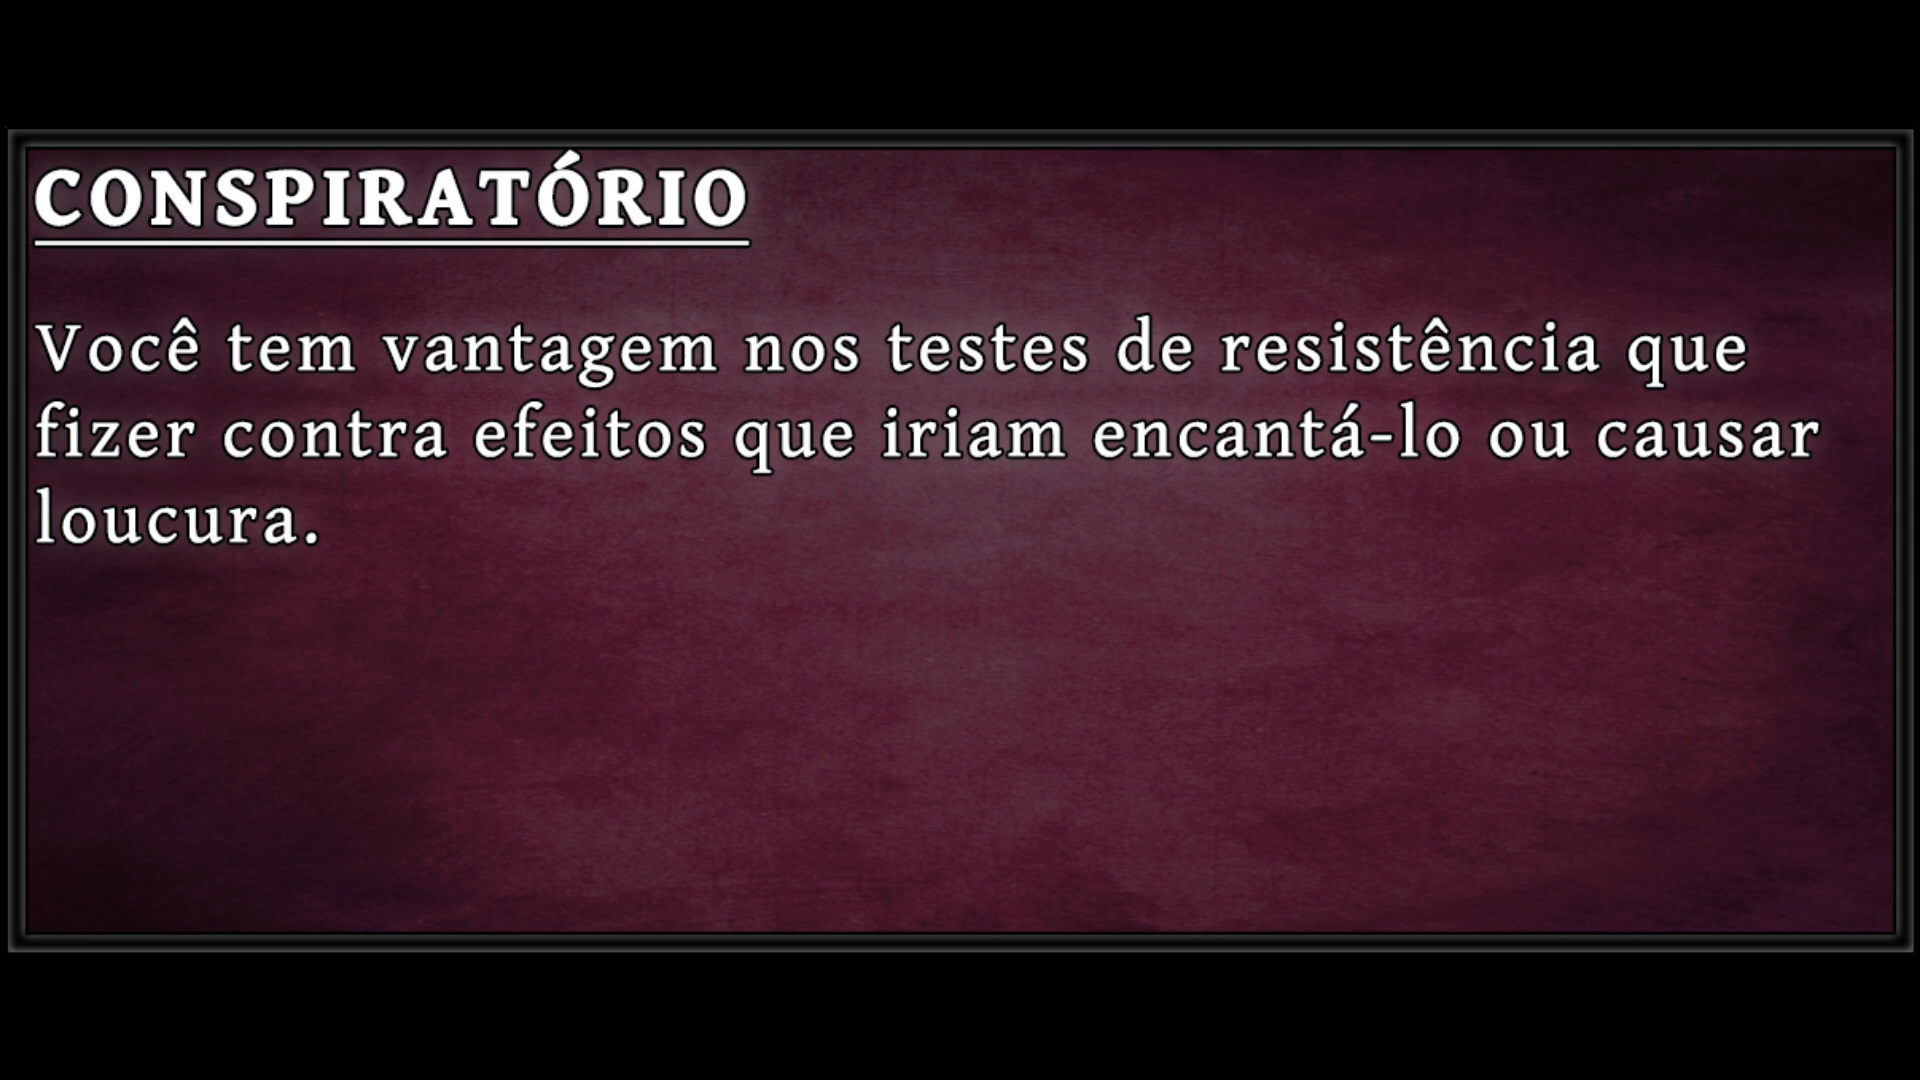 CONSPIRATÓRIO
Você tem vantagem nos testes de resistência que
fizer contra efeitos que iriam encantá-lo ou causar
loucura.